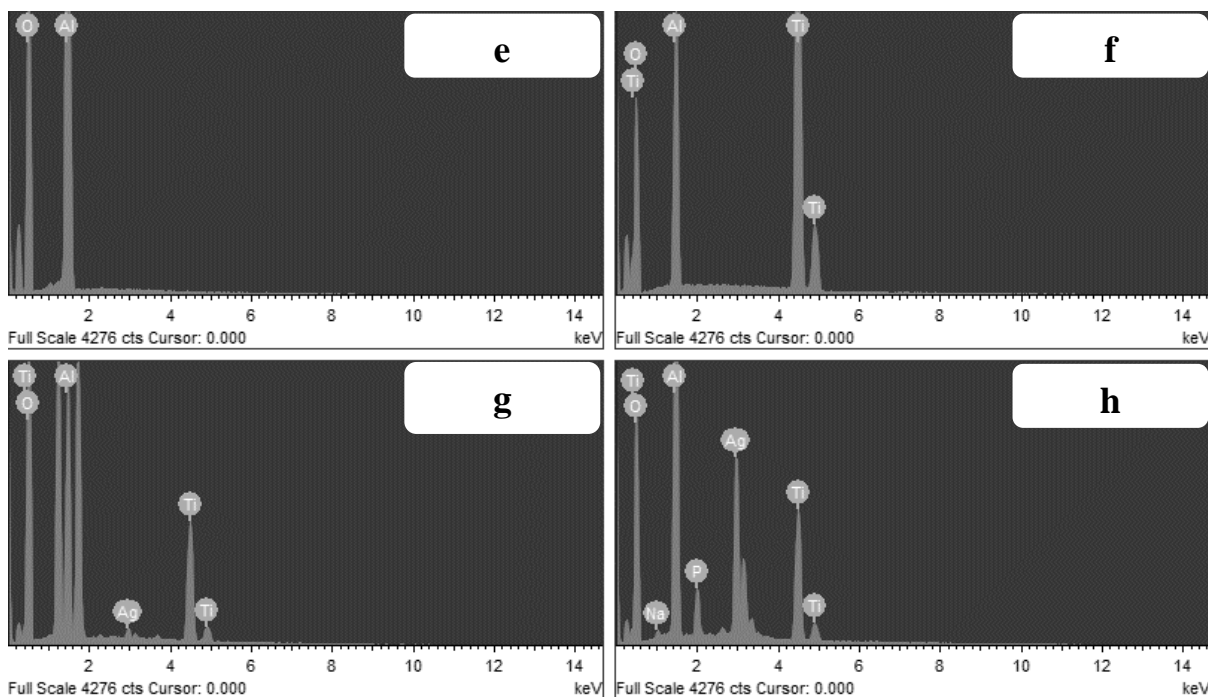 O Al
e
2 4 6 8 10 12 14
Full Scale 4276 cts Cursor: 0.000 keV
Al Ti
O
Ti
Ti
f
2 4 6 8 10 12 14
Full Scale 4276 cts Cursor: 0.000 keV
Ti Al
O
Ti
Ag Ti
g
2 4 6 8 10 12 14
Full Scale 4276 cts Cursor: 0.000 keV
Ti Al
O
Ag
Ti
P
Na Ti
h
2 4 6 8 10 12 14
Full Scale 4276 cts Cursor: 0.000 keV